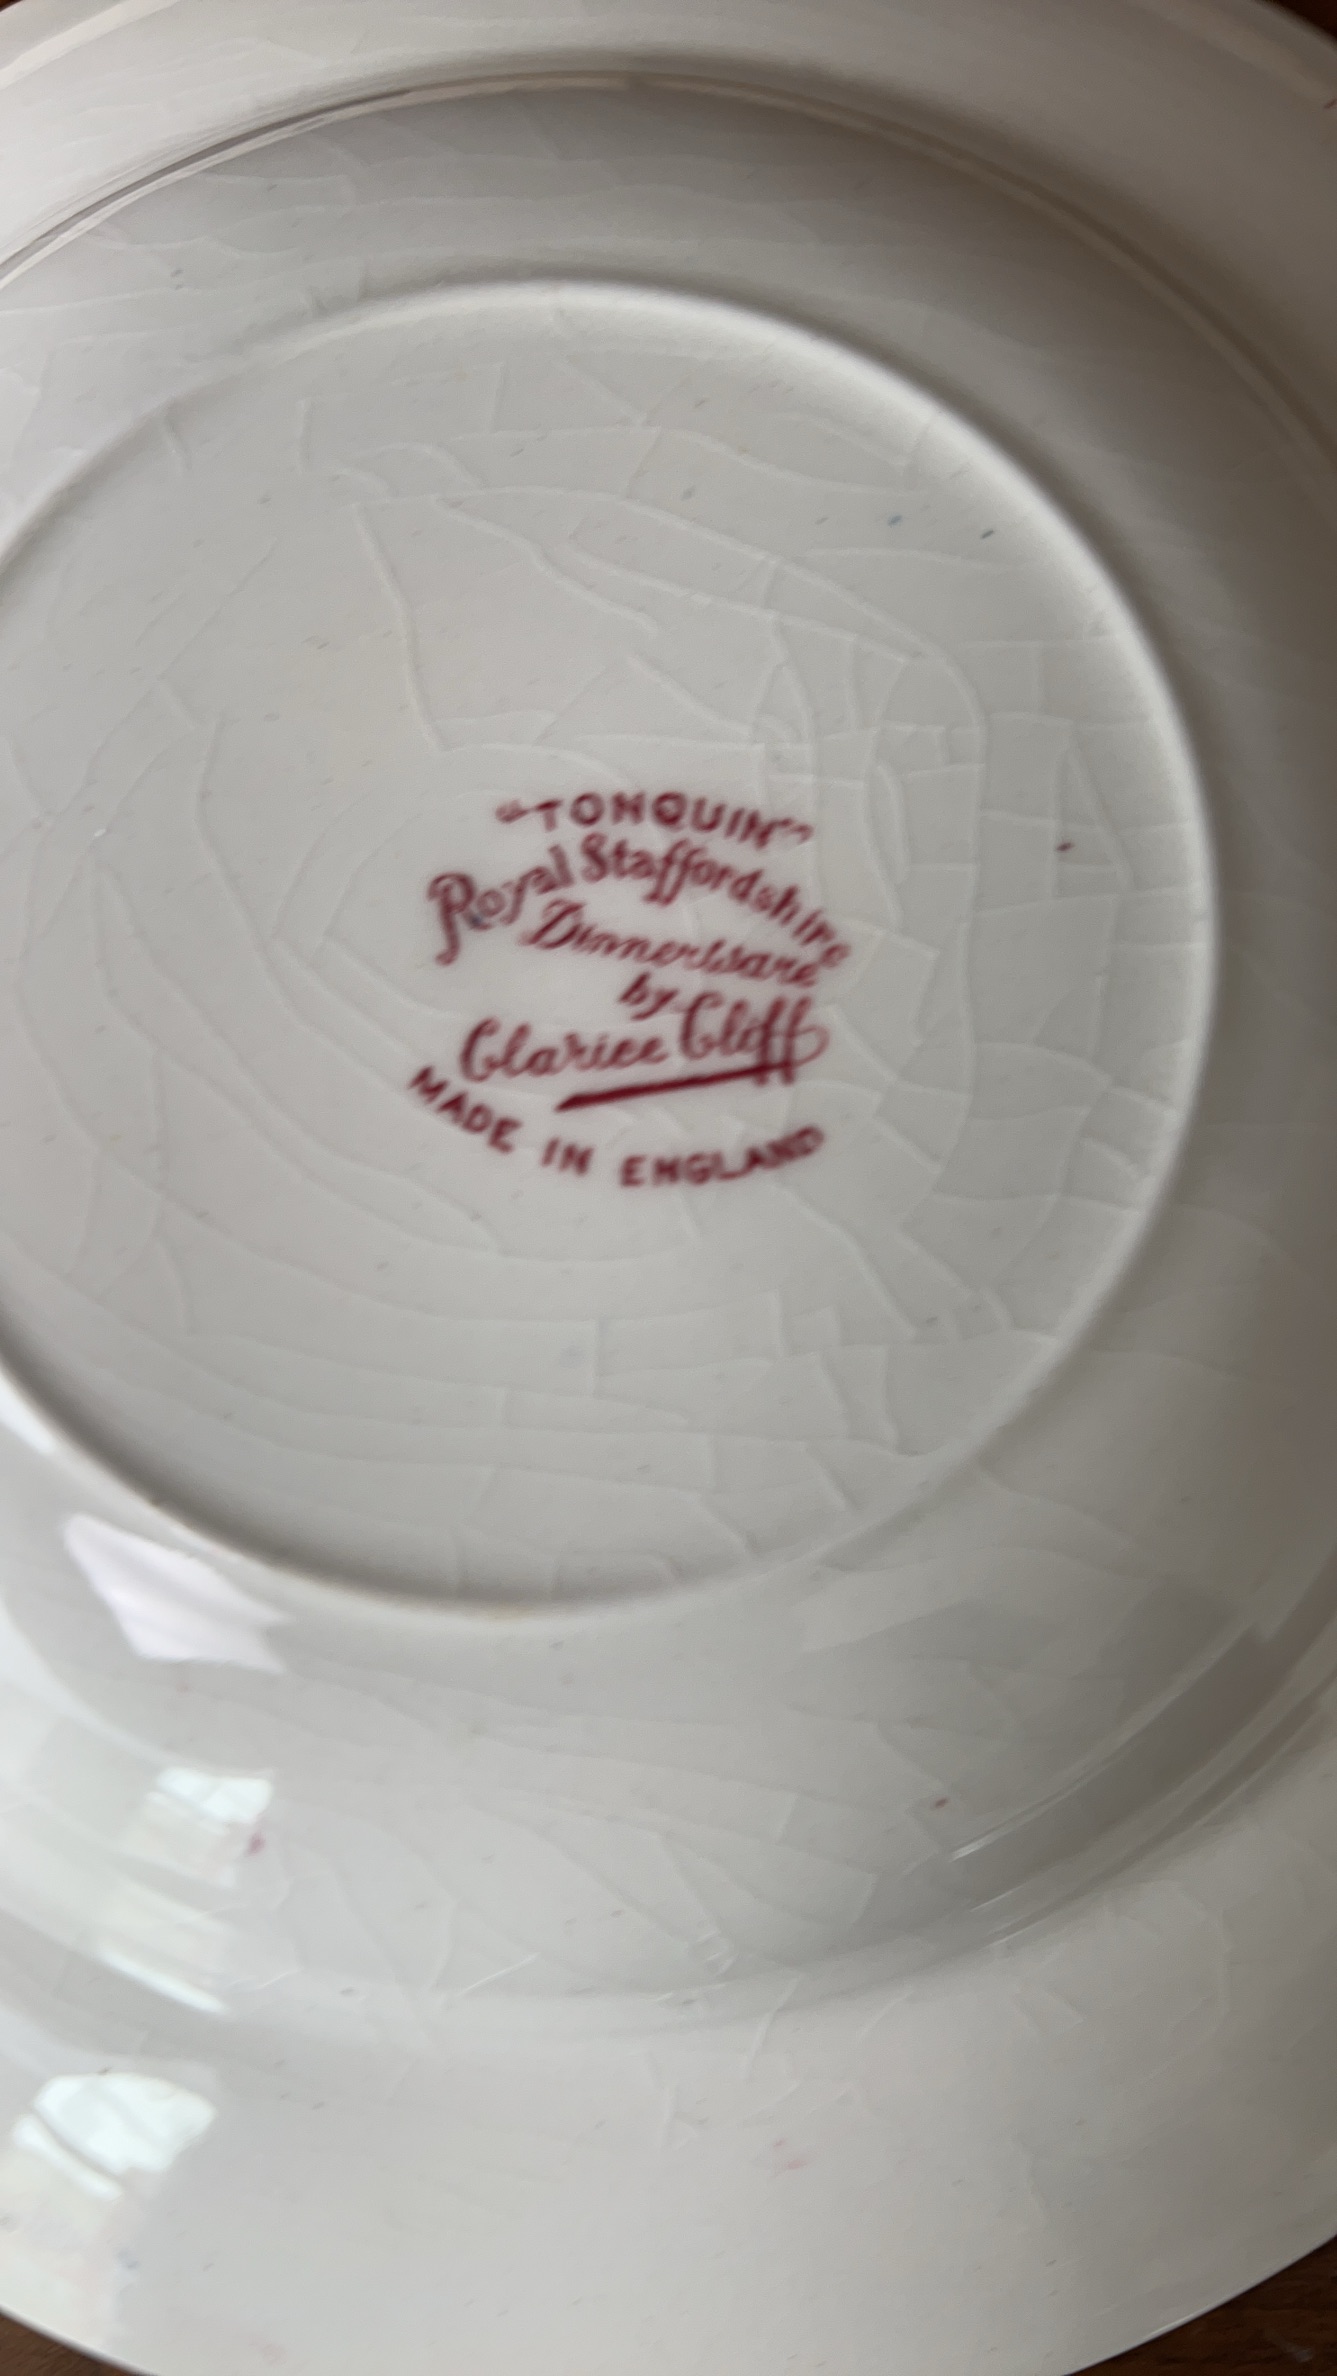 "TONQUIN"
Royal Staffordshire
Dinnerware
by
Clarice Cliff
MADE IN ENGLAND